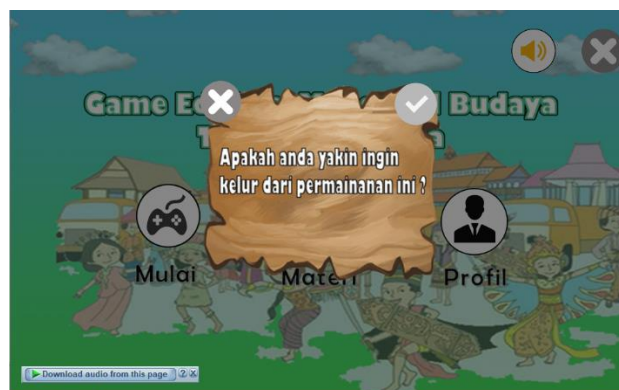 Game Ed
l Budaya
Apakah anda yakin ingin
kelur dari permainanan ini ?
Mulai
Materi
Profil
Download audio from this page